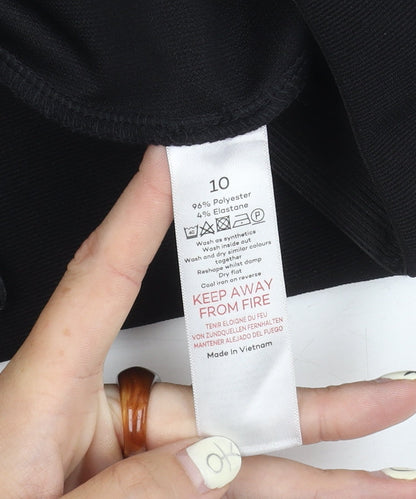 10
96% Polyester
4% Elastane
40 P
Wash as synthetics
Wash inside out
Wash and dry similar colours
together
Reshape whilst damp
Dry flat
Cool iron on reverse
KEEP AWAY
FROM FIRE
TENIR ELOIGNE DU FEU
VON ZUNDQUELLEN FERNHALTEN
MANTENER ALEJADO DEL FUEGO
Made in Vietnam